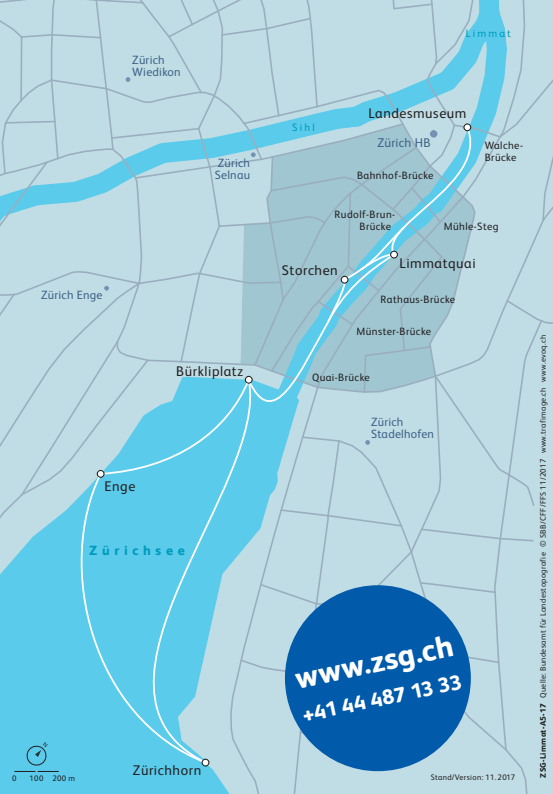 Limmat
Zürich
Wiedikon
Landesmuseum
Sihl
Zürich HB
Walche-
Brücke
Zürich
Selnau
Bahnhof-Brücke
Rudolf-Brun-
Brücke
Mühle-Steg
Storchen
Limmatquai
Zürich Enge
Rathaus-Brücke
Münster-Brücke
Bürkliplatz
Quai-Brücke
Zürich
Stadelhofen
Enge
Zürichsee
www.zsg.ch
+41 44 487 13 33
N
0 100 200 m
Zürichhorn
Stand/Version: 11.2017
ZSG-Limmat-A5-17 Quelle: Bundesamt für Landestopografie © SBB/CFF/FFS 11/2017 www.trafimage.ch www.evoq.ch